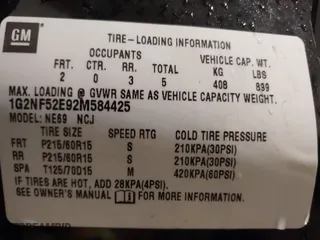 GM
TIRE-LOADING INFORMATION
OCCUPANTS VEHICLE CAP. WT.
FRT. CTR. RR. TOTAL KG LBS
2 0 3 5 408 899
MAX. LOADING @ GVWR SAME AS VEHICLE CAPACITY WEIGHT.
1G2NF52E92M584425
MODEL: NE69 NCJ
TIRE SIZE SPEED RTG COLD TIRE PRESSURE
FRT P215/60R15 S 210KPA(30PSI)
RR P215/60R15 S 210KPA(30PSI)
SPA T125/70D15 M 420KPA(60PSI)
IF TIRES ARE HOT, ADD 28KPA(4PSI).
SEE OWNER'S MANUAL i FOR MORE INFORMATION.